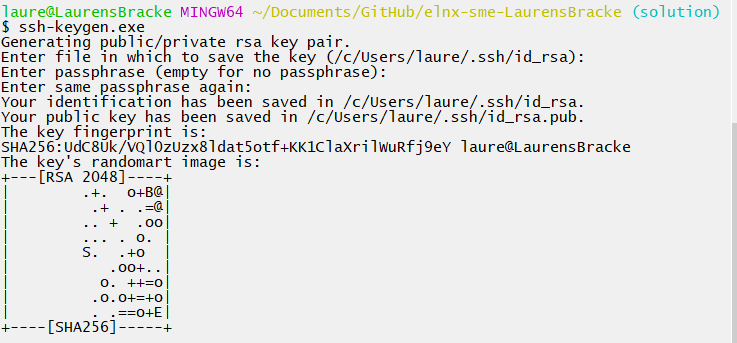 laure@LaurensBracke MINGW64 ~/Documents/GitHub/elnx-sme-LaurensBracke (solution)
$ ssh-keygen.exe
Generating public/private rsa key pair.
Enter file in which to save the key (/c/Users/laure/.ssh/id_rsa):
Enter passphrase (empty for no passphrase):
Enter same passphrase again:
Your identification has been saved in /c/Users/laure/.ssh/id_rsa.
Your public key has been saved in /c/Users/laure/.ssh/id_rsa.pub.
The key fingerprint is:
SHA256:UdC8Uk/VQlOzUzx8ldat5otf+KK1ClaXrilWuRfj9eY laure@LaurensBracke
The key's randomart image is:
+---[RSA 2048]----+
|        .+.  o+B@|
|         .+ . .=@|
|        .. +  .oo|
|        ... . o. |
|        S.  .+o  |
|           .oo+..|
|          o. ++=o|
|         .o.o+=+o|
|         . .==o+E|
+----[SHA256]-----+